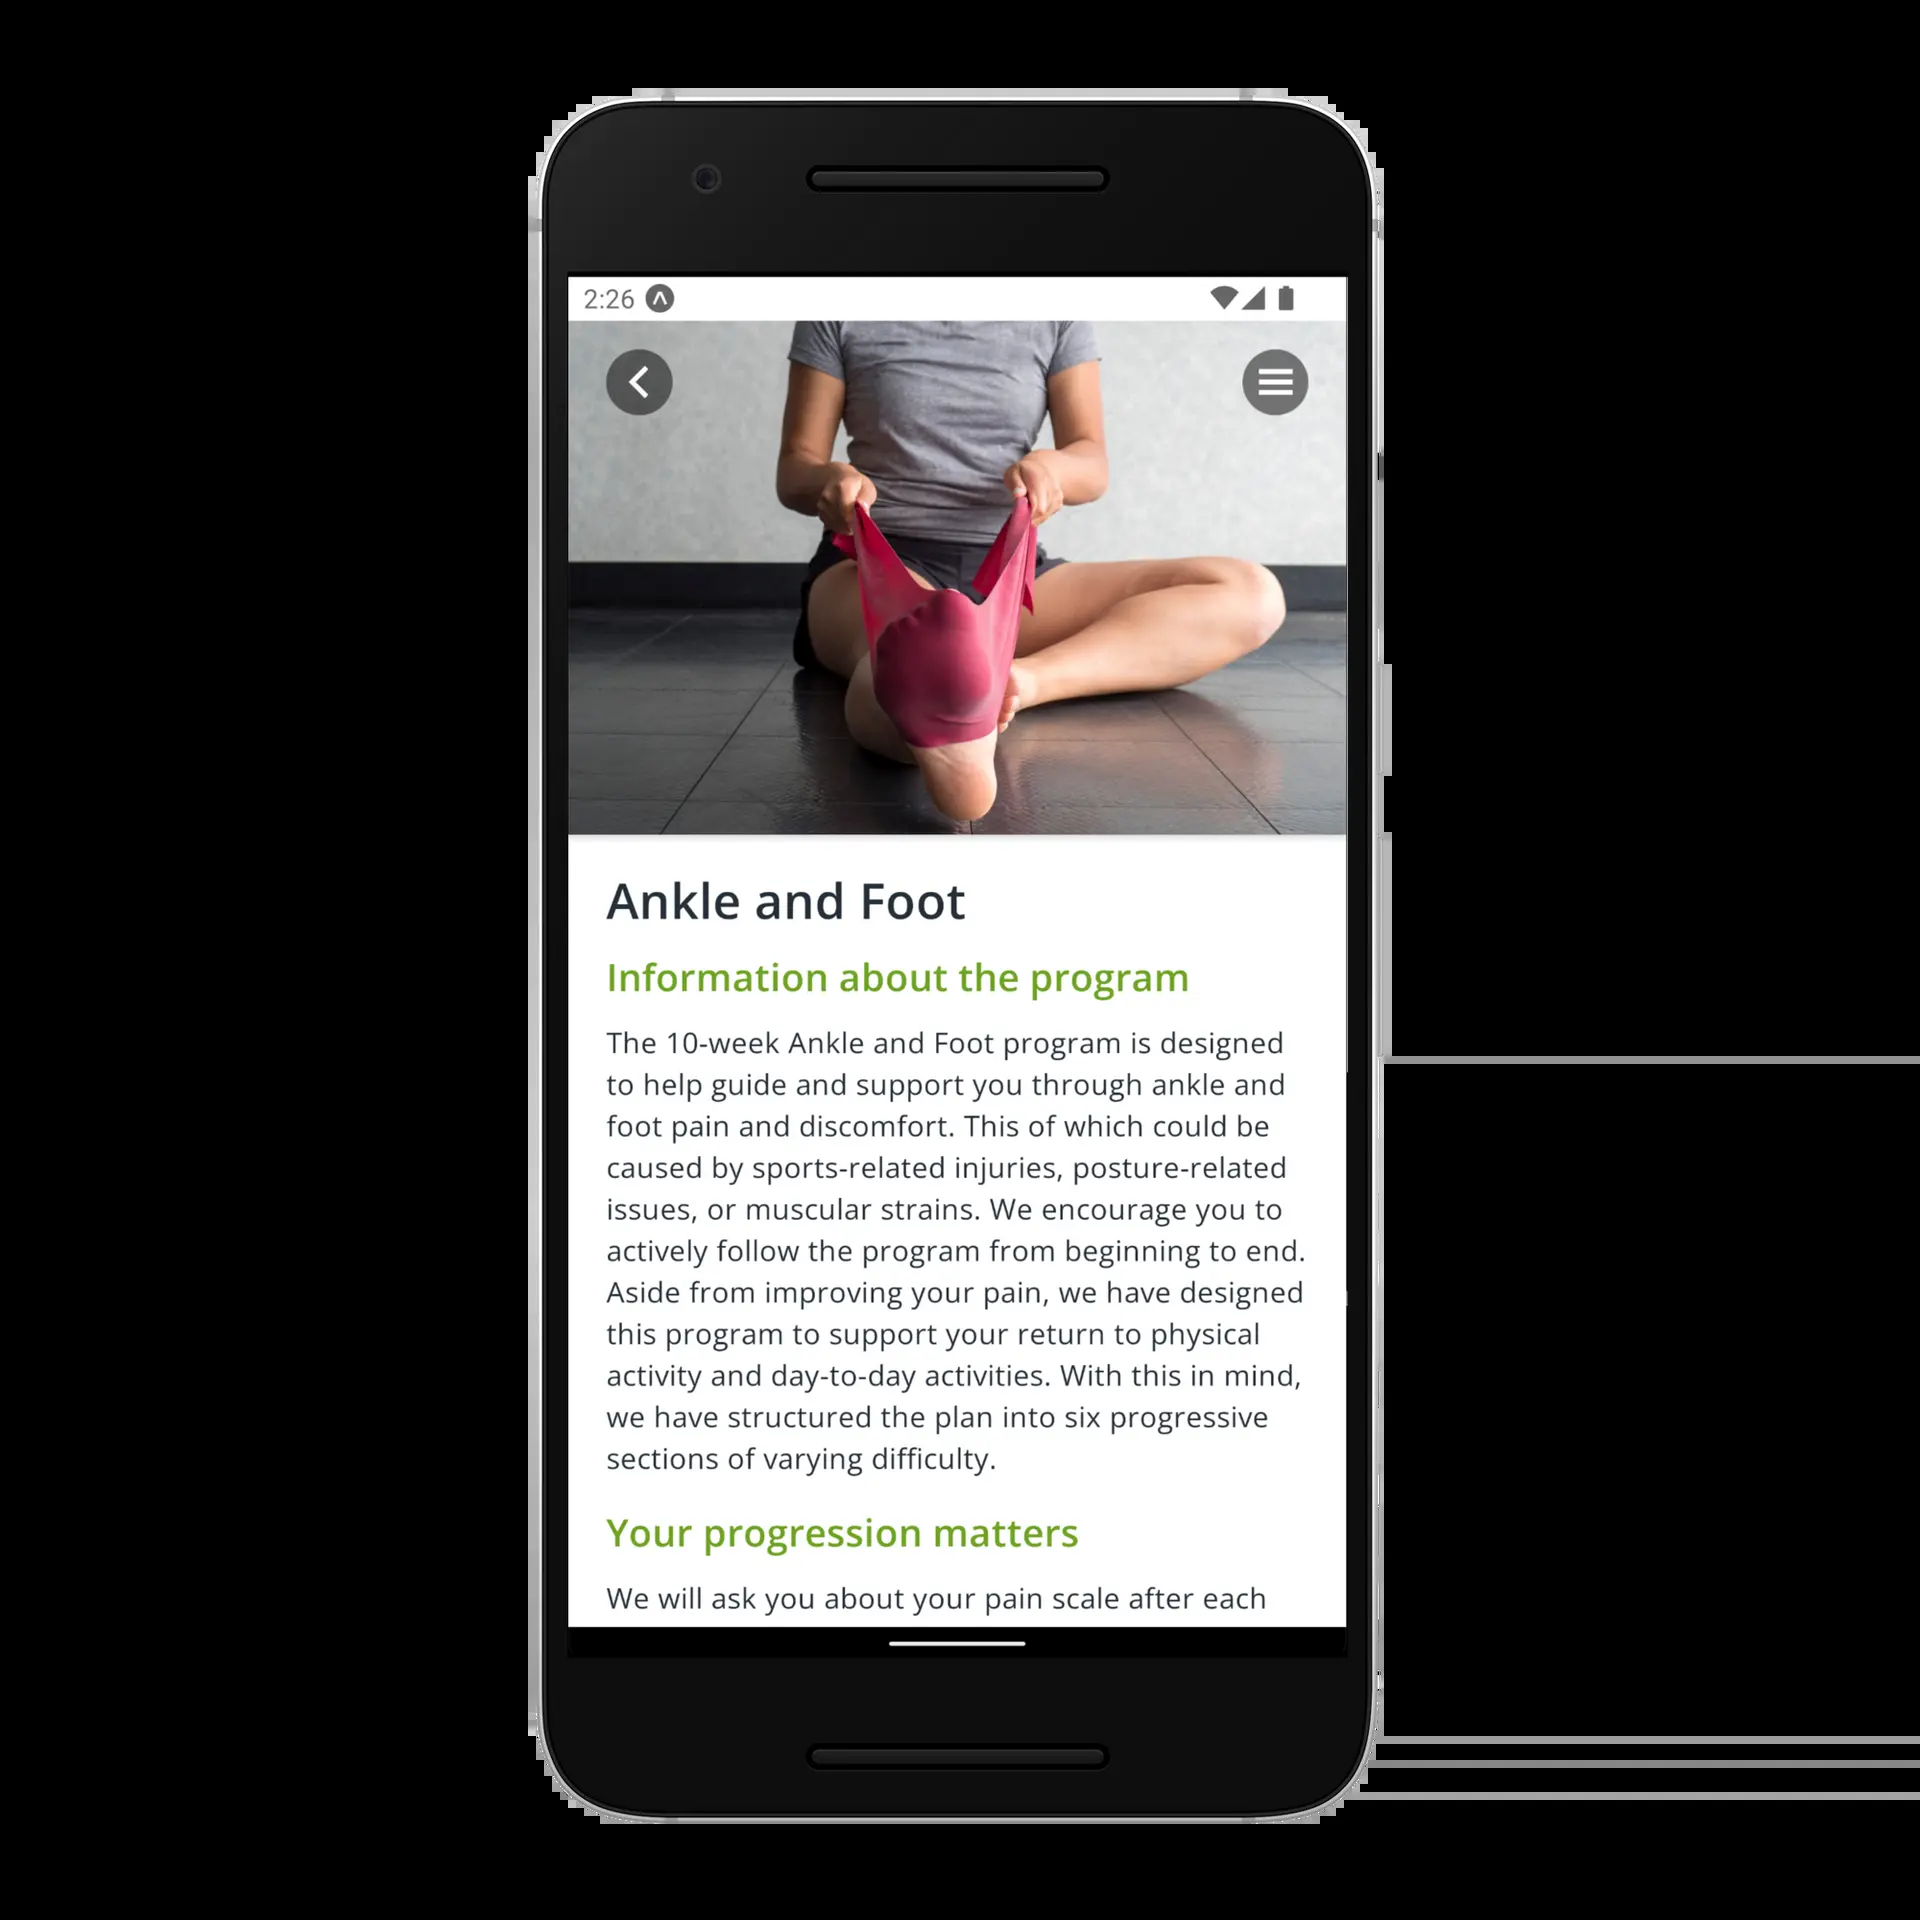 2:26
Ankle and Foot
Information about the program
The 10-week Ankle and Foot program is designed
to help guide and support you through ankle and
foot pain and discomfort. This of which could be
caused by sports-related injuries, posture-related
issues, or muscular strains. We encourage you to
actively follow the program from beginning to end.
Aside from improving your pain, we have designed
this program to support your return to physical
activity and day-to-day activities. With this in mind,
we have structured the plan into six progressive
sections of varying difficulty.
Your progression matters
We will ask you about your pain scale after each